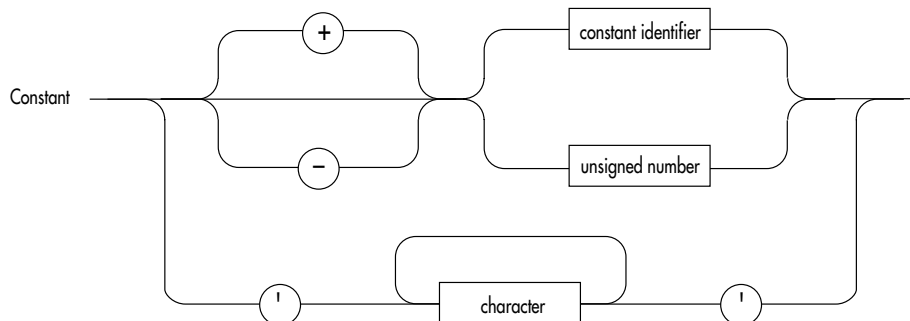 +
constant identifier
Constant
−
unsigned number
' character '